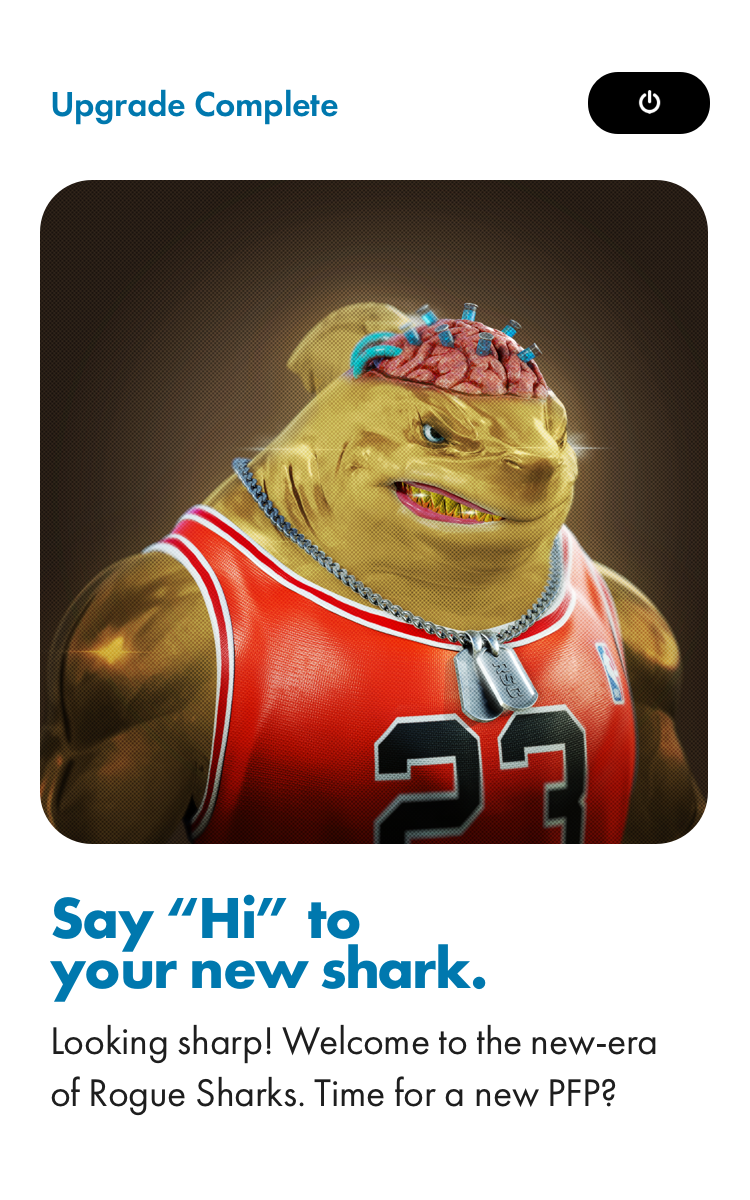 Upgrade Complete
RSC
23
Say “Hi” to
your new shark.
Looking sharp! Welcome to the new-era
of Rogue Sharks. Time for a new PFP?